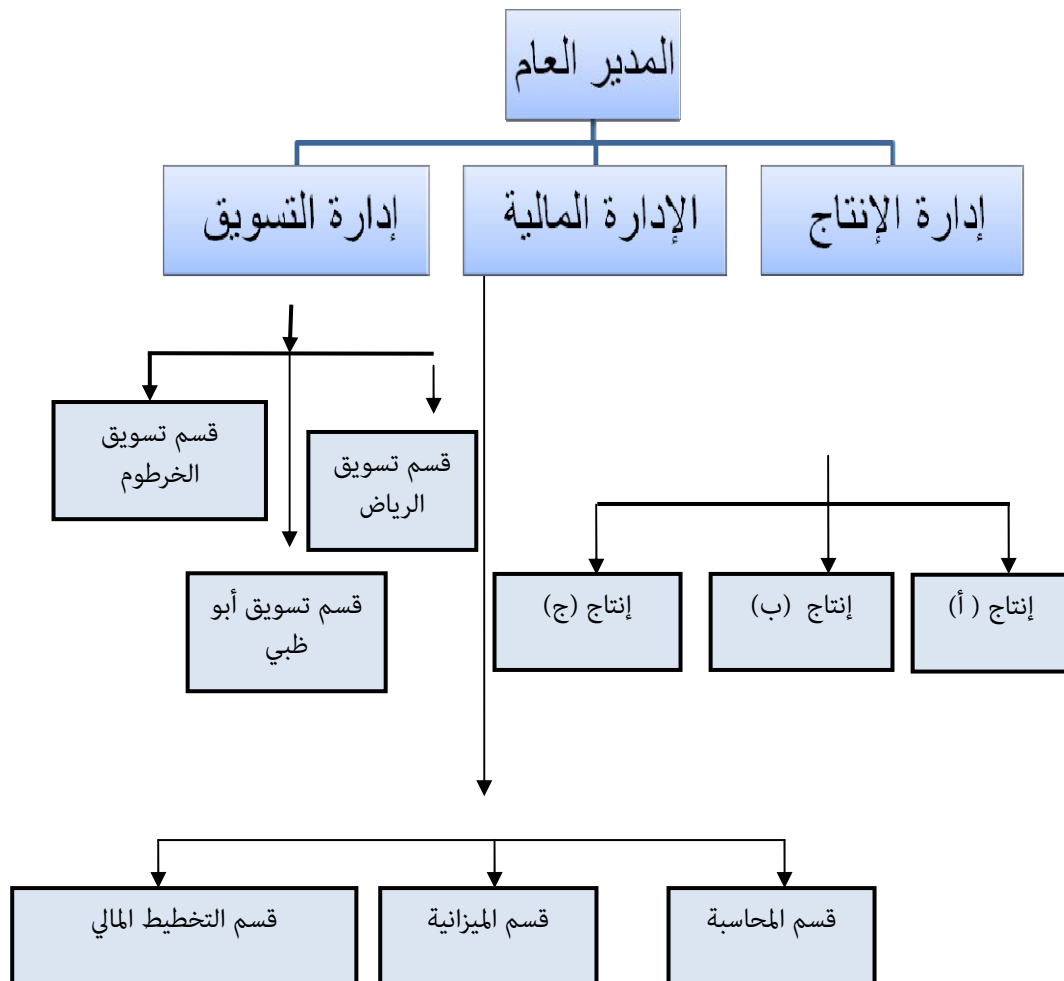 المدير العام
إدارة الإنتاج
الإدارة المالية
إدارة التسويق
قسم تسويق
الرياض
قسم تسويق
الخرطوم
قسم تسويق أبو
ظبي
إنتاج ( أ)
إنتاج (ب)
إنتاج (ج)
قسم المحاسبة
قسم الميزانية
قسم التخطيط المالي